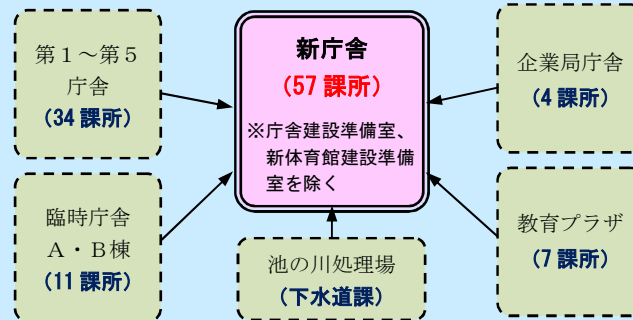 第１～第５
庁舎
（34 課所）
臨時庁舎
Ａ・Ｂ棟
（11 課所）
新庁舎
（57 課所）
※庁舎建設準備室、
新体育館建設準備
室を除く
池の川処理場
（下水道課）
企業局庁舎
（4 課所）
教育プラザ
（7 課所）